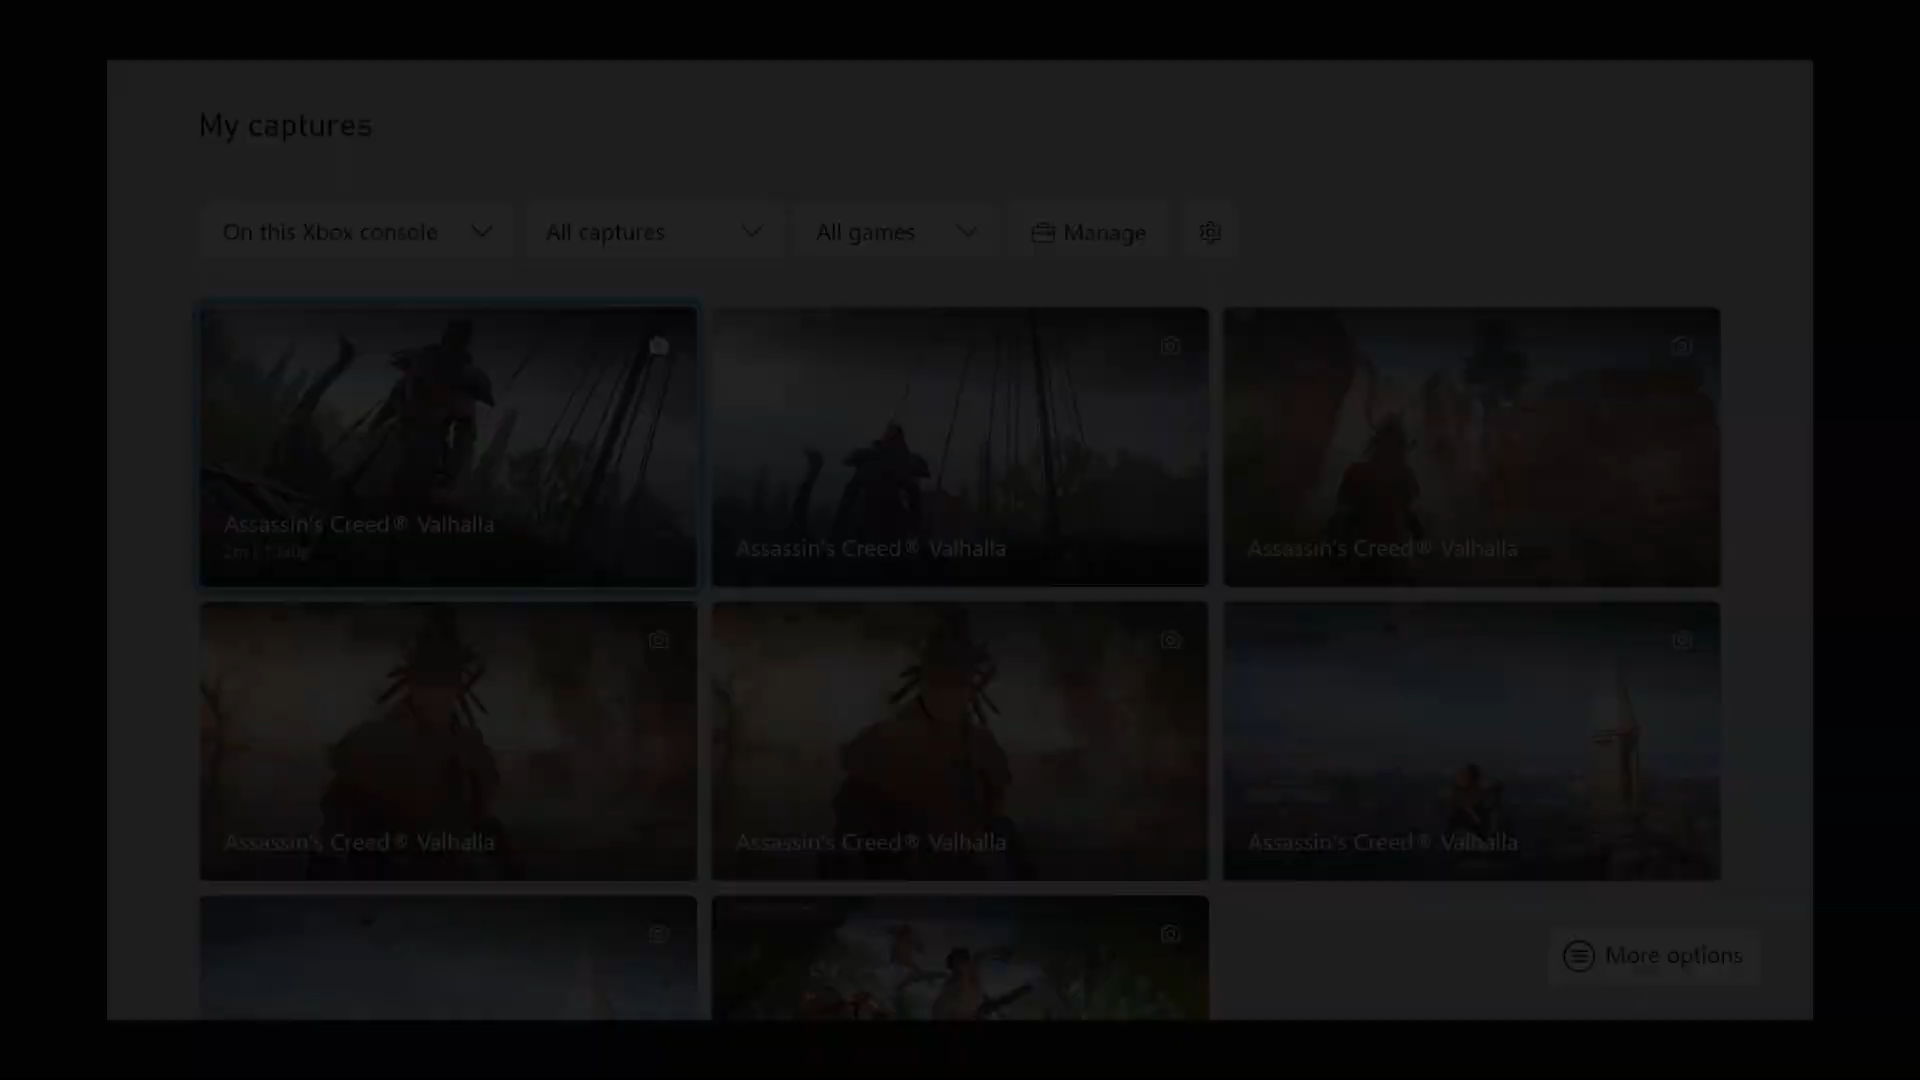 My captures
On this Xbox console
All captures
All games
Manage
Assassin's Creed® Valhalla
Assassin's Creed® Valhalla
Assassin's Creed® Valhalla
Assassin's Creed® Valhalla
Assassin's Creed® Valhalla
Assassin's Creed® Valhalla
More options